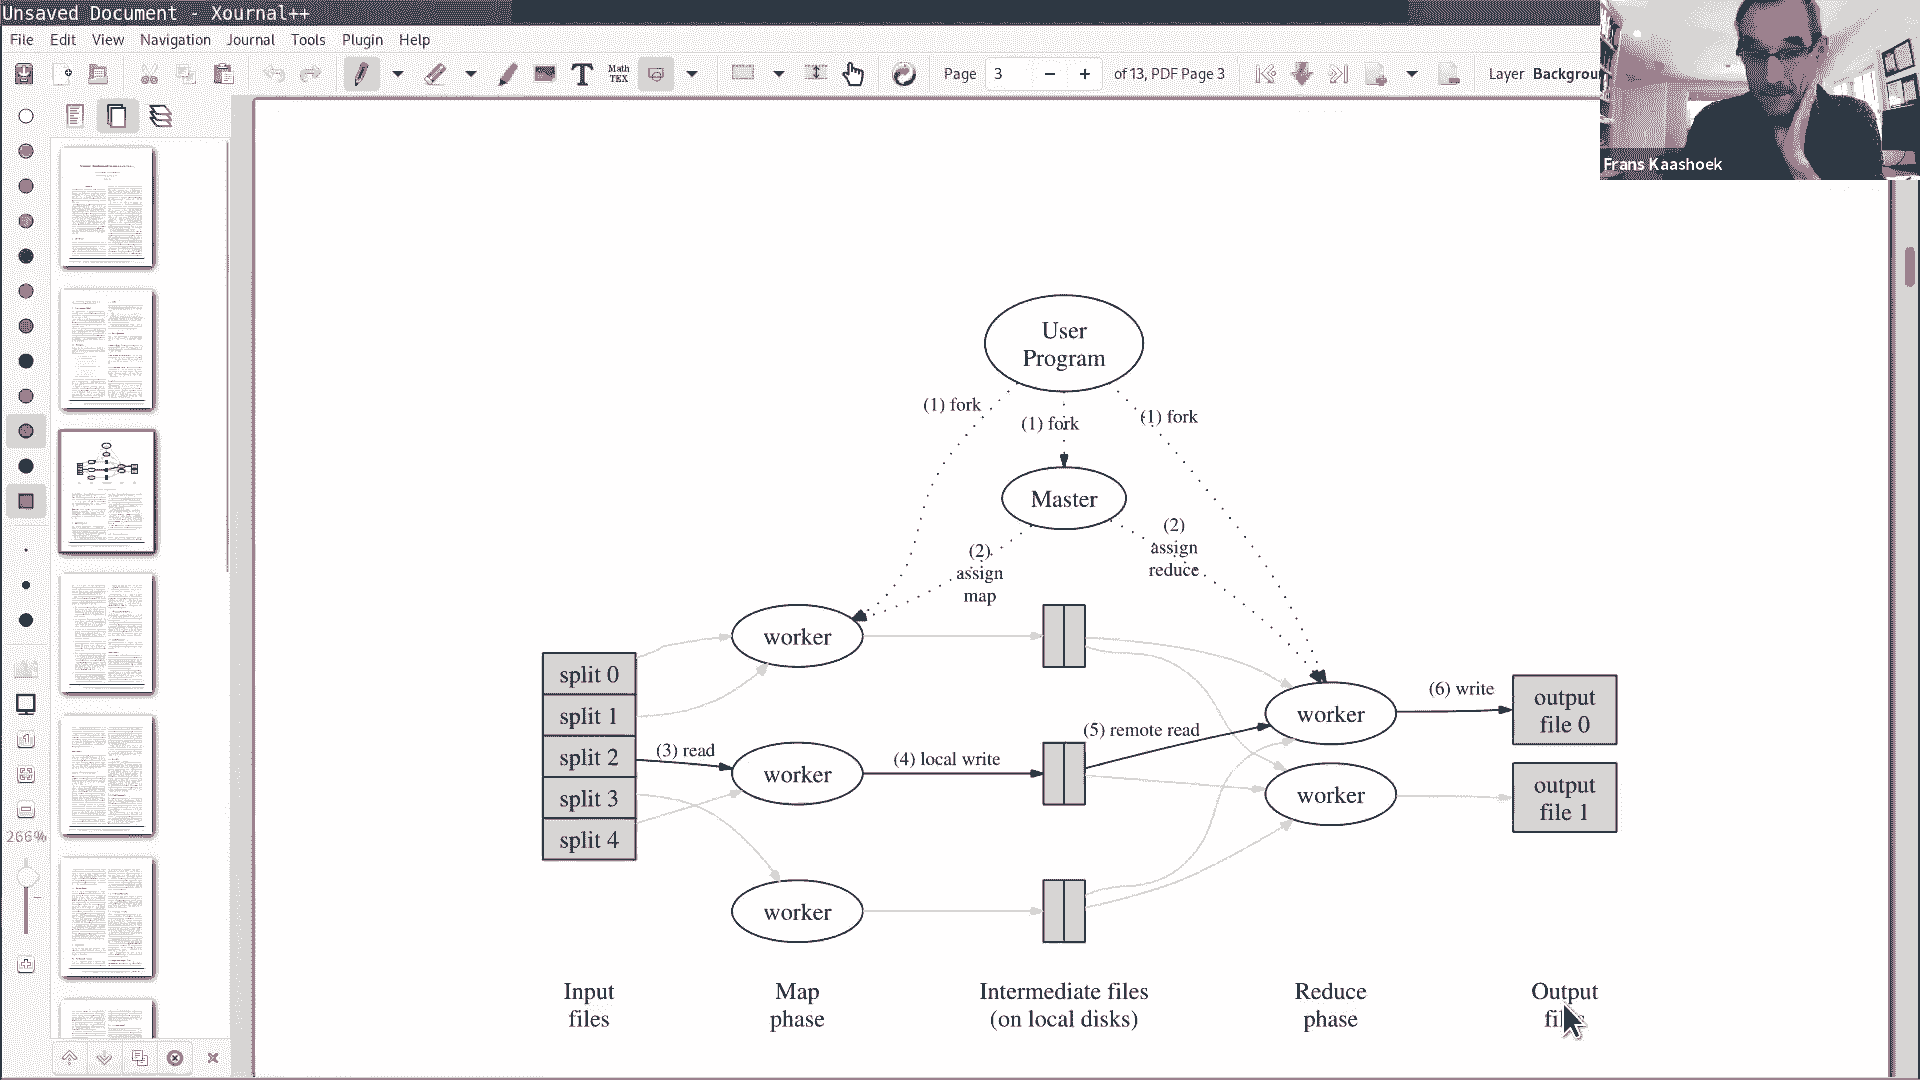 Unsaved Document - Xournal++
File Edit View Navigation Journal Tools Plugin Help
Math
TEX
Page 3 of 13, PDF Page 3
Layer Backgrou
Frans Kaashoek
266%
User
Program
(1) fork
(1) fork
(1) fork
Master
(2)
assign
map
(2)
assign
reduce
split 0
split 1
split 2
split 3
split 4
(3) read
worker
worker
worker
(4) local write
(5) remote read
worker
worker
(6) write
output
file 0
output
file 1
Input
files
Map
phase
Intermediate files
(on local disks)
Reduce
phase
Output